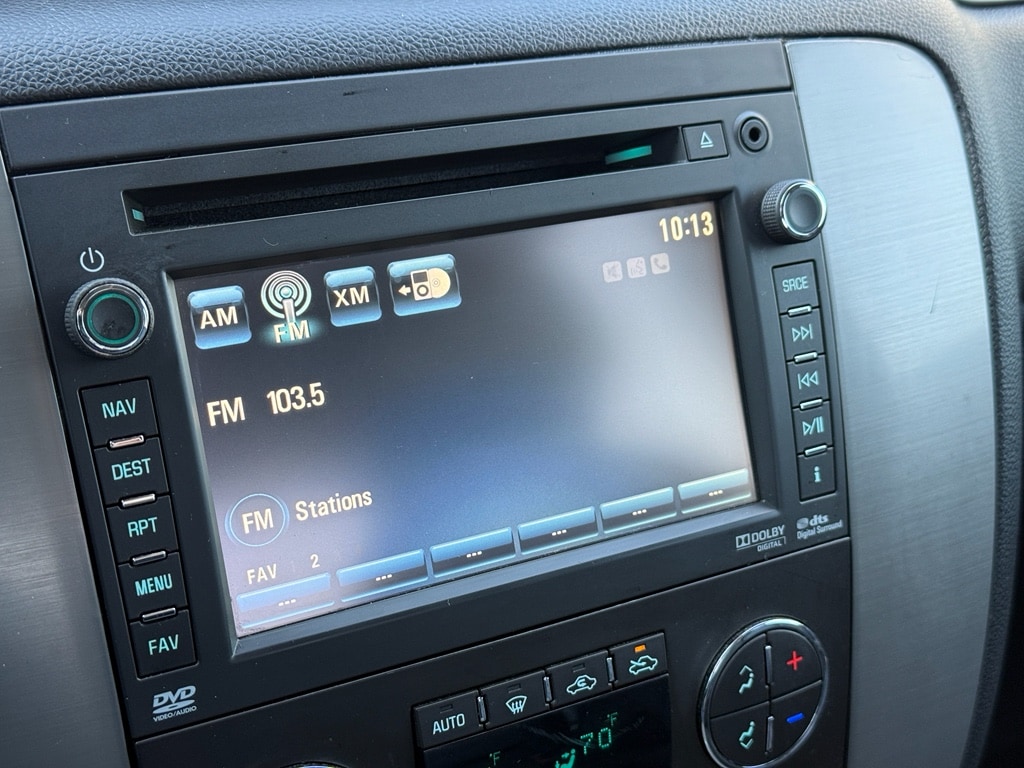 10:13
AM
FM
XM
SRCE
FM 103.5
NAV
DEST
RPT
MENU
FAV
i
FM Stations
FAV 2
--- --- --- --- --- ---
DOLBY
DIGITAL
dts
Digital Surround
DVD
VIDEO/AUDIO
AUTO
°F 70°F